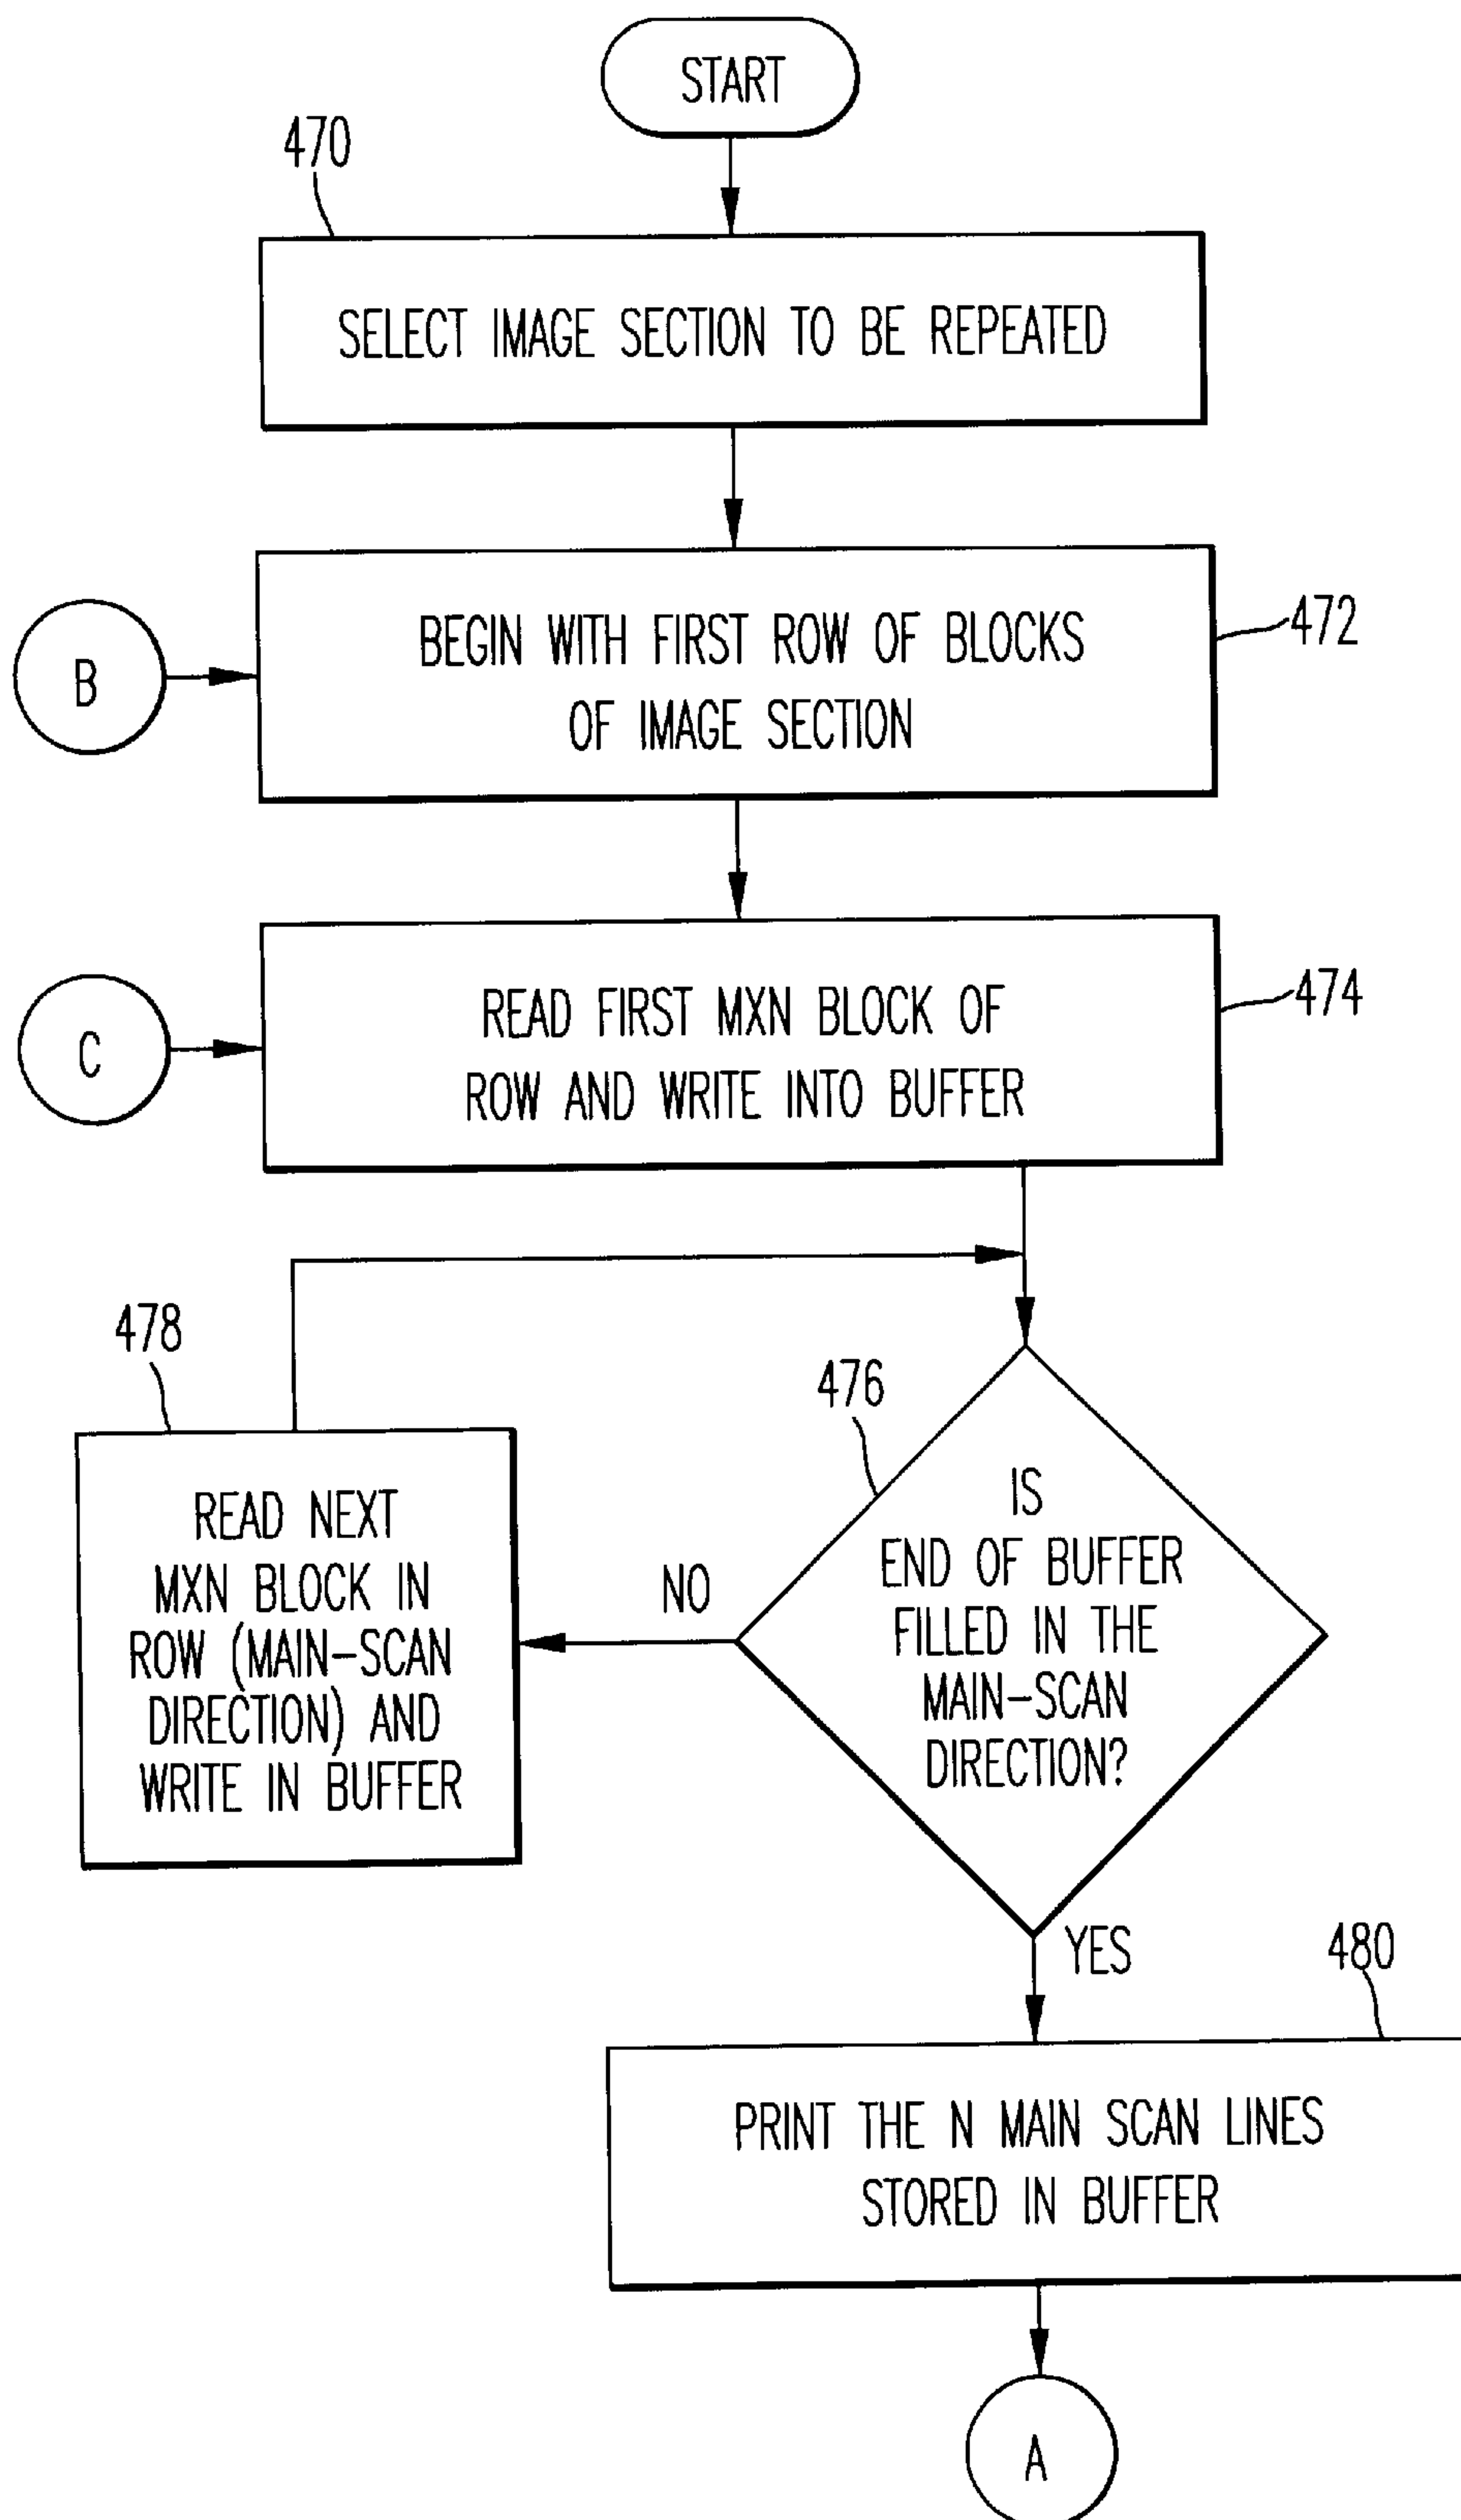 START
470
SELECT IMAGE SECTION TO BE REPEATED
BEGIN WITH FIRST ROW OF BLOCKS
OF IMAGE SECTION
472
B
READ FIRST MXN BLOCK OF
ROW AND WRITE INTO BUFFER
474
C
478
READ NEXT
MXN BLOCK IN
ROW (MAIN-SCAN
DIRECTION) AND
WRITE IN BUFFER
NO
476
IS
END OF BUFFER
FILLED IN THE
MAIN-SCAN
DIRECTION?
YES
480
PRINT THE N MAIN SCAN LINES
STORED IN BUFFER
A